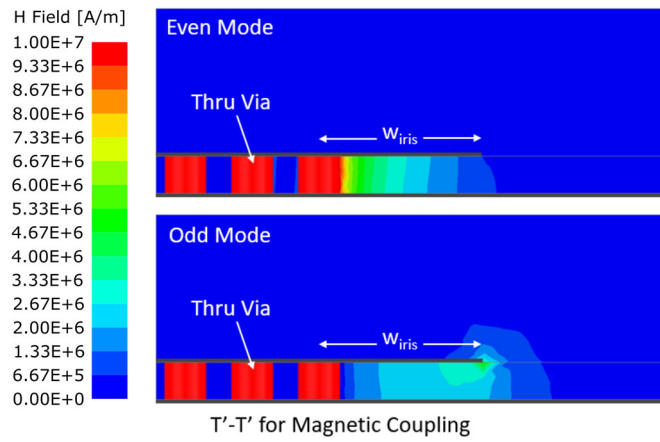 H Field [A/m]
1.00E+7
9.33E+6
8.67E+6
8.00E+6
7.33E+6
6.67E+6
6.00E+6
5.33E+6
4.67E+6
4.00E+6
3.33E+6
2.67E+6
2.00E+6
1.33E+6
6.67E+5
0.00E+0
Even Mode
Thru Via
Wiris
Odd Mode
Thru Via
Wiris
T'-T' for Magnetic Coupling